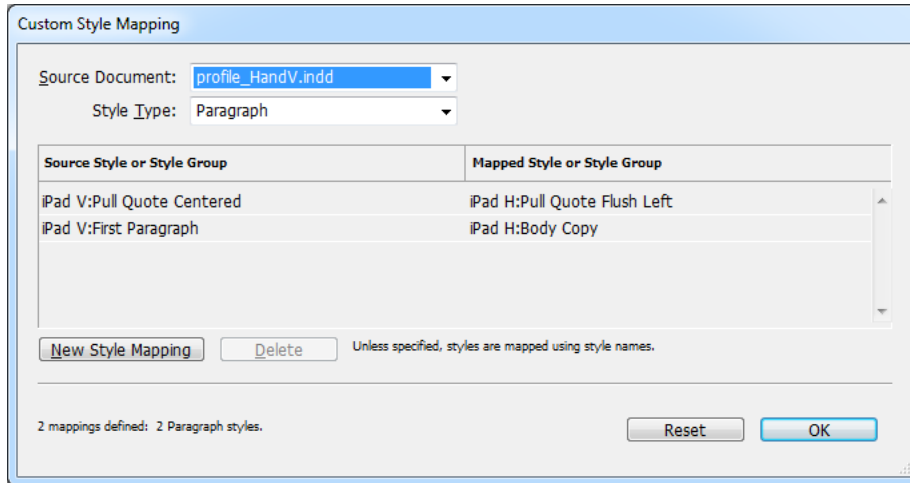 Custom Style Mapping
Source Document: profile_HandV.indd
Style Type: Paragraph
Source Style or Style Group Mapped Style or Style Group
iPad V:Pull Quote Centered iPad H:Pull Quote Flush Left
iPad V:First Paragraph iPad H:Body Copy
New Style Mapping Delete Unless specified, styles are mapped using style names.
2 mappings defined: 2 Paragraph styles.
Reset OK